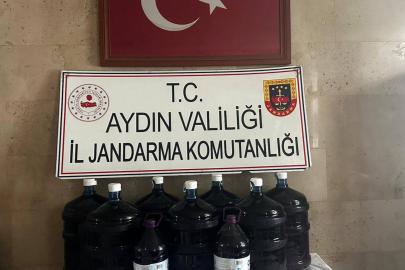 T.C.
AYDIN VALİLİĞİ
İL JANDARMA KOMUTANLIĞI